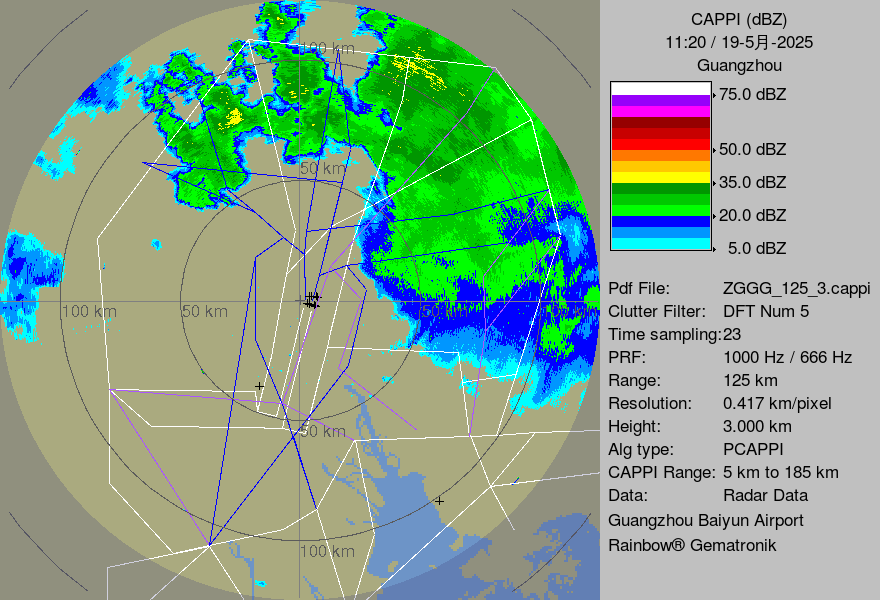 CAPPI (dBZ)
11:20 / 19-5月-2025
Guangzhou
75.0 dBZ
50.0 dBZ
35.0 dBZ
20.0 dBZ
5.0 dBZ
Pdf File: ZGGG_125_3.cappi
Clutter Filter: DFT Num 5
Time sampling:23
PRF: 1000 Hz / 666 Hz
Range: 125 km
Resolution: 0.417 km/pixel
Height: 3.000 km
Alg type: PCAPPI
CAPPI Range: 5 km to 185 km
Data: Radar Data
Guangzhou Baiyun Airport
Rainbow® Gematronik
100 km
50 km
100 km
50 km
50 km
50 km
100 km